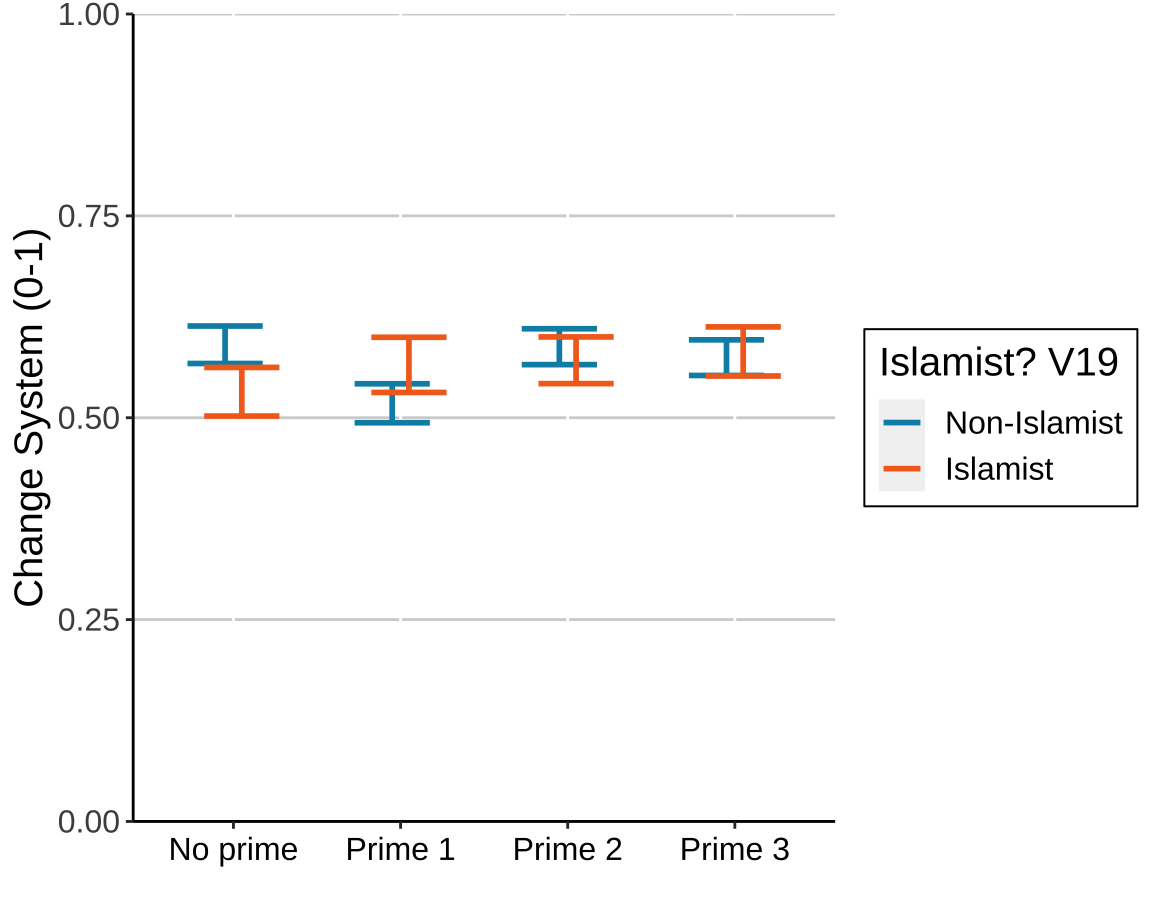 Change System (0-1)
1.00
0.75
0.50
0.25
0.00
No prime
Prime 1
Prime 2
Prime 3
Islamist? V19
Non-Islamist
Islamist